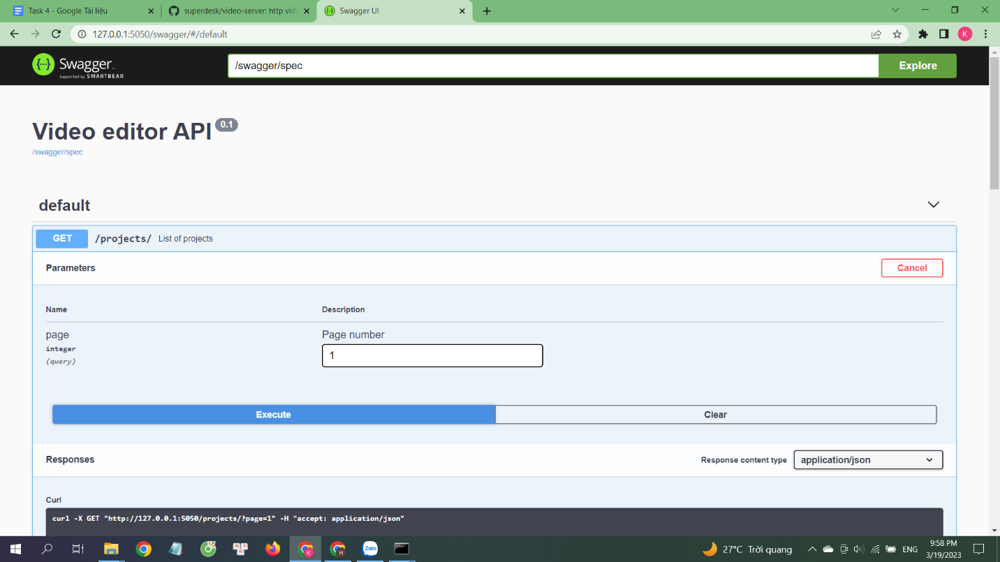 Task 4 - Google Tài liệu
superdesk/video-server: http vide
Swagger UI
127.0.0.1:5050/swagger/#/default
K
Swagger
Supported by SMARTBEAR
/swagger/spec
Explore
Video editor API 0.1
/swagger/spec
default
GET /projects/ List of projects
Parameters
Cancel
Name Description
page Page number
integer
1
(query)
Execute Clear
Responses
Response content type application/json
Curl
curl -X GET "http://127.0.0.1:5050/projects/?page=1" -H "accept: application/json"
K
H
Zalo
27°C Trời quang
ENG
9:58 PM
3/19/2023